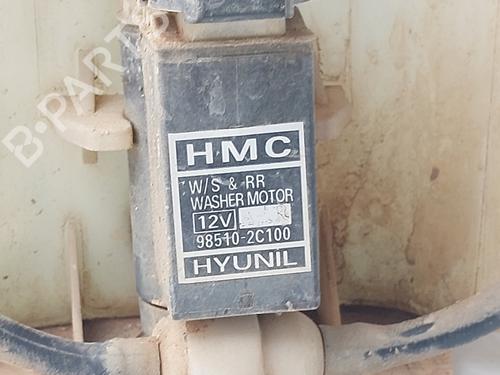 B-PARTS
HMC
W/S & RR
WASHER MOTOR
12V
98510-2C100
HYUNIL